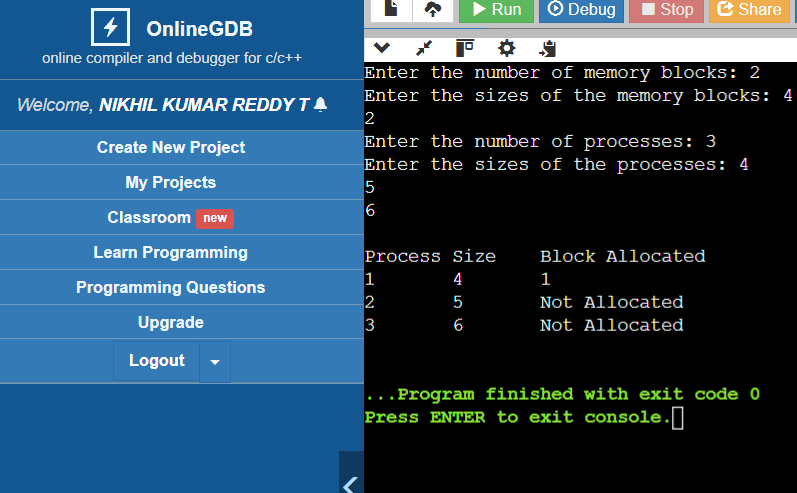 OnlineGDB
online compiler and debugger for c/c++
Welcome, NIKHIL KUMAR REDDY T
Create New Project
My Projects
Classroom new
Learn Programming
Programming Questions
Upgrade
Logout
Run Debug Stop Share
Enter the number of memory blocks: 2
Enter the sizes of the memory blocks: 4
2
Enter the number of processes: 3
Enter the sizes of the processes: 4
5
6
Process Size Block Allocated
1 4 1
2 5 Not Allocated
3 6 Not Allocated
...Program finished with exit code 0
Press ENTER to exit console.